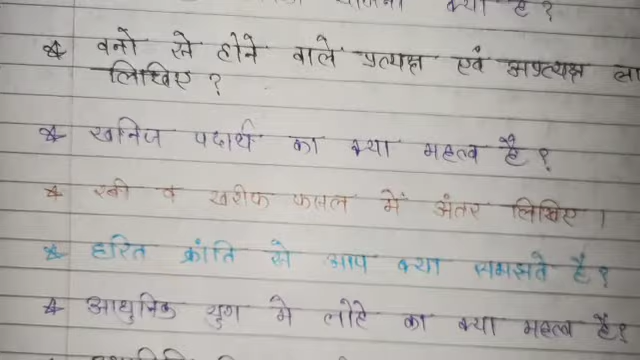 क्या है ?
* वनो से होने वाले प्रत्यक्ष एवं अप्रत्यक्ष
लिखिए ?
* खनिज पदार्थ का क्या महत्व है ?
* रबी व खरीफ फसल में अंतर लिखिए ।
* हरित क्रांति से आप क्या समझते है ?
* आधुनिक युग मे लोहे का क्या महत्व है ?